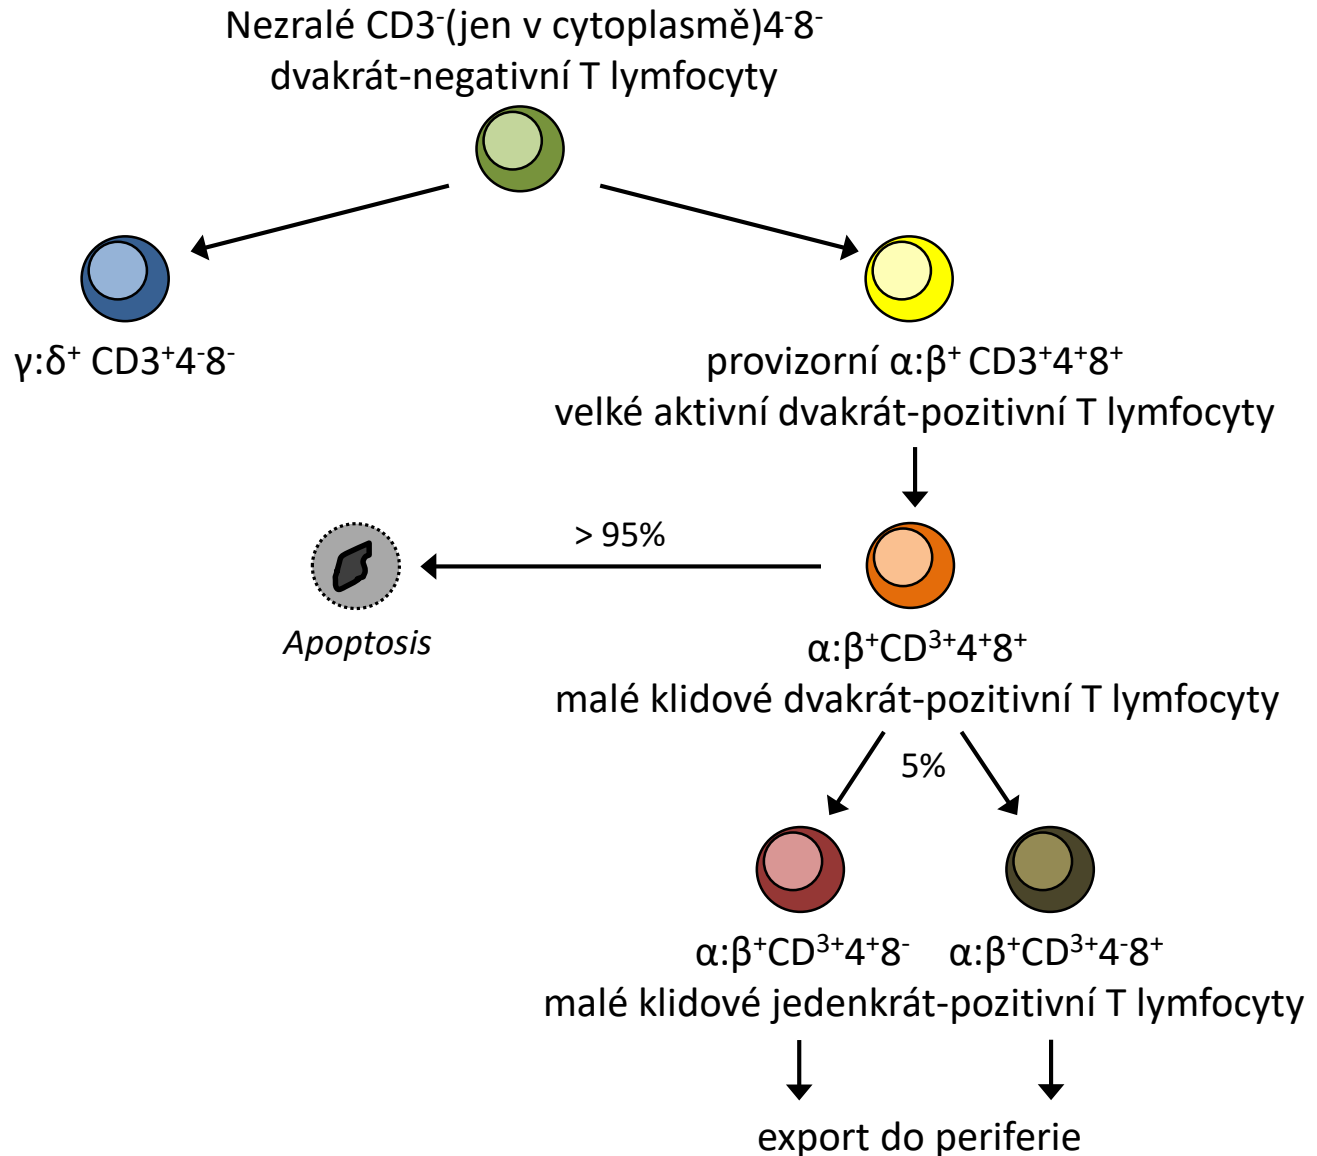 Nezralé CD3⁻(jen v cytoplasmě)4⁻8⁻
dvakrát-negativní T lymfocyty
γ:δ⁺ CD3⁺4⁻8⁻
provizorní α:β⁺ CD3⁺4⁺8⁺
velké aktivní dvakrát-pozitivní T lymfocyty
> 95%
Apoptosis
α:β⁺CD³⁺4⁺8⁺
malé klidové dvakrát-pozitivní T lymfocyty
5%
α:β⁺CD³⁺4⁺8⁻ α:β⁺CD³⁺4⁻8⁺
malé klidové jedenkrát-pozitivní T lymfocyty
export do periferie